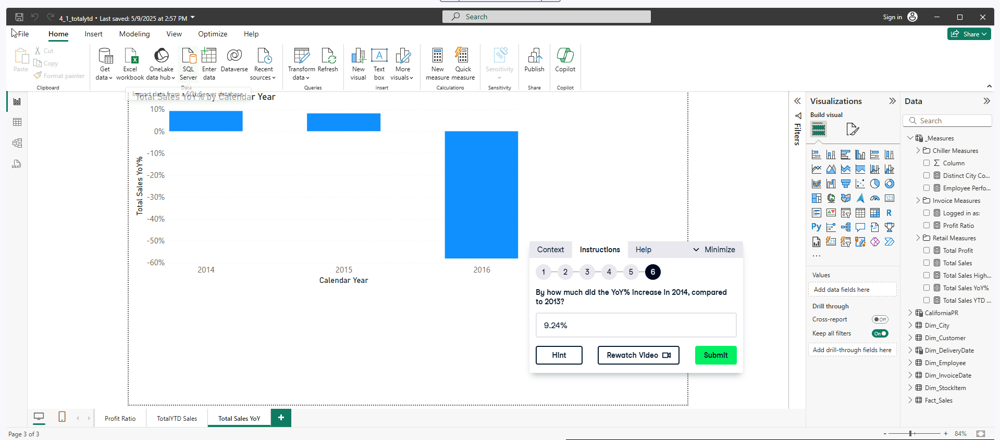 4_1_totalytd • Last saved: 5/9/2025 at 2:57 PM
Search
Sign in
File
Home
Insert
Modeling
View
Optimize
Help
Share
Paste
Cut
Copy
Format painter
Clipboard
Get data
Excel workbook
OneLake data hub
SQL Server
Enter data
Dataverse
Recent sources
Data
Transform data
Refresh
Queries
New visual
Text box
More visuals
Insert
New measure
Quick measure
Calculations
Sensitivity
Sensitivity
Publish
Share
Copilot
Copilot
Import data from a SQL Server database.
Total Sales YoY% by Calendar Year
10%
0%
-10%
-20%
-30%
-40%
-50%
-60%
Total Sales YoY%
2014
2015
2016
Calendar Year
Context
Instructions
Help
Minimize
1
2
3
4
5
6
By how much did the YoY% increase in 2014, compared
to 2013?
9.24%
Hint
Rewatch Video
Submit
Filters
Visualizations
Build visual
123
R
Py
123
...
Values
Add data fields here
Drill through
Cross-report
Off
Keep all filters
On
Add drill-through fields here
Data
Search
_Measures
Chiller Measures
Column
Distinct City Co...
Employee Perfo...
Invoice Measures
Logged in as:
Profit Ratio
Retail Measures
Total Profit
Total Sales
Total Sales High...
Total Sales YoY%
Total Sales YTD ...
CaliforniaPR
Dim_City
Dim_Customer
Dim_DeliveryDate
Dim_Employee
Dim_InvoiceDate
Dim_StockItem
Fact_Sales
DAX
Profit Ratio
TotalYTD Sales
Total Sales YoY
+
Page 3 of 3
- + 84%